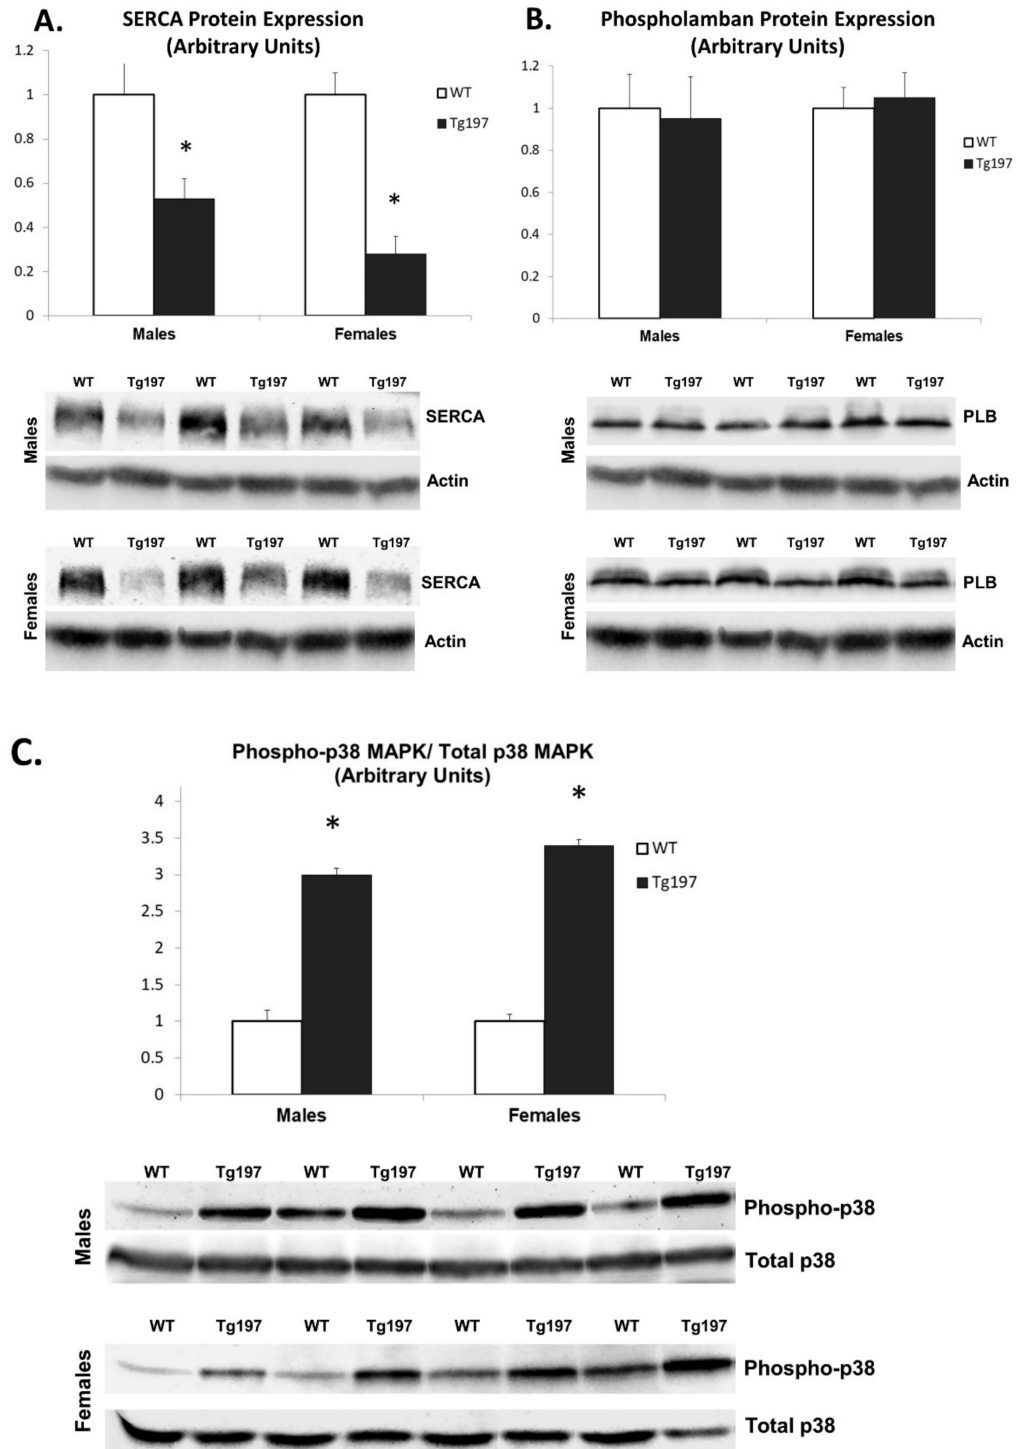 A.
SERCA Protein Expression
(Arbitrary Units)
1.2
1
0.8
0.6
0.4
0.2
0
*
*
WT
Tg197
Males
Females
WT Tg197 WT Tg197 WT Tg197
Males
SERCA
Actin
WT Tg197 WT Tg197 WT Tg197
Females
SERCA
Actin
B.
Phospholamban Protein Expression
(Arbitrary Units)
1.2
1
0.8
0.6
0.4
0.2
0
WT
Tg197
Males
Females
WT Tg197 WT Tg197 WT Tg197
Males
PLB
Actin
WT Tg197 WT Tg197 WT Tg197
Females
PLB
Actin
C.
Phospho-p38 MAPK/ Total p38 MAPK
(Arbitrary Units)
4
3.5
3
2.5
2
1.5
1
0.5
0
*
*
WT
Tg197
Males
Females
WT Tg197 WT Tg197 WT Tg197 WT Tg197
Males
Phospho-p38
Total p38
WT Tg197 WT Tg197 WT Tg197 WT Tg197
Females
Phospho-p38
Total p38